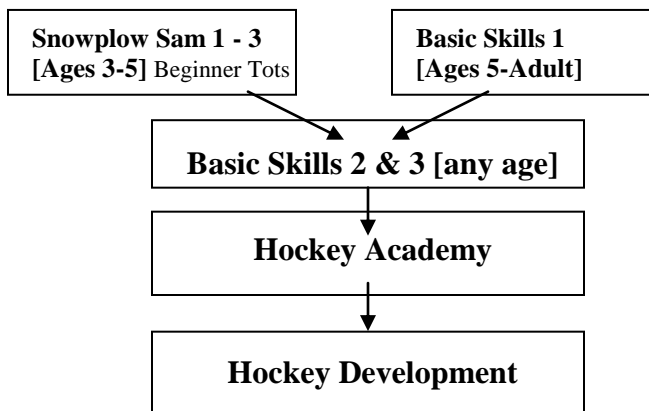 Snowplow Sam 1 - 3
[Ages 3-5] Beginner Tots
Basic Skills 1
[Ages 5-Adult]
Basic Skills 2 & 3 [any age]
Hockey Academy
Hockey Development